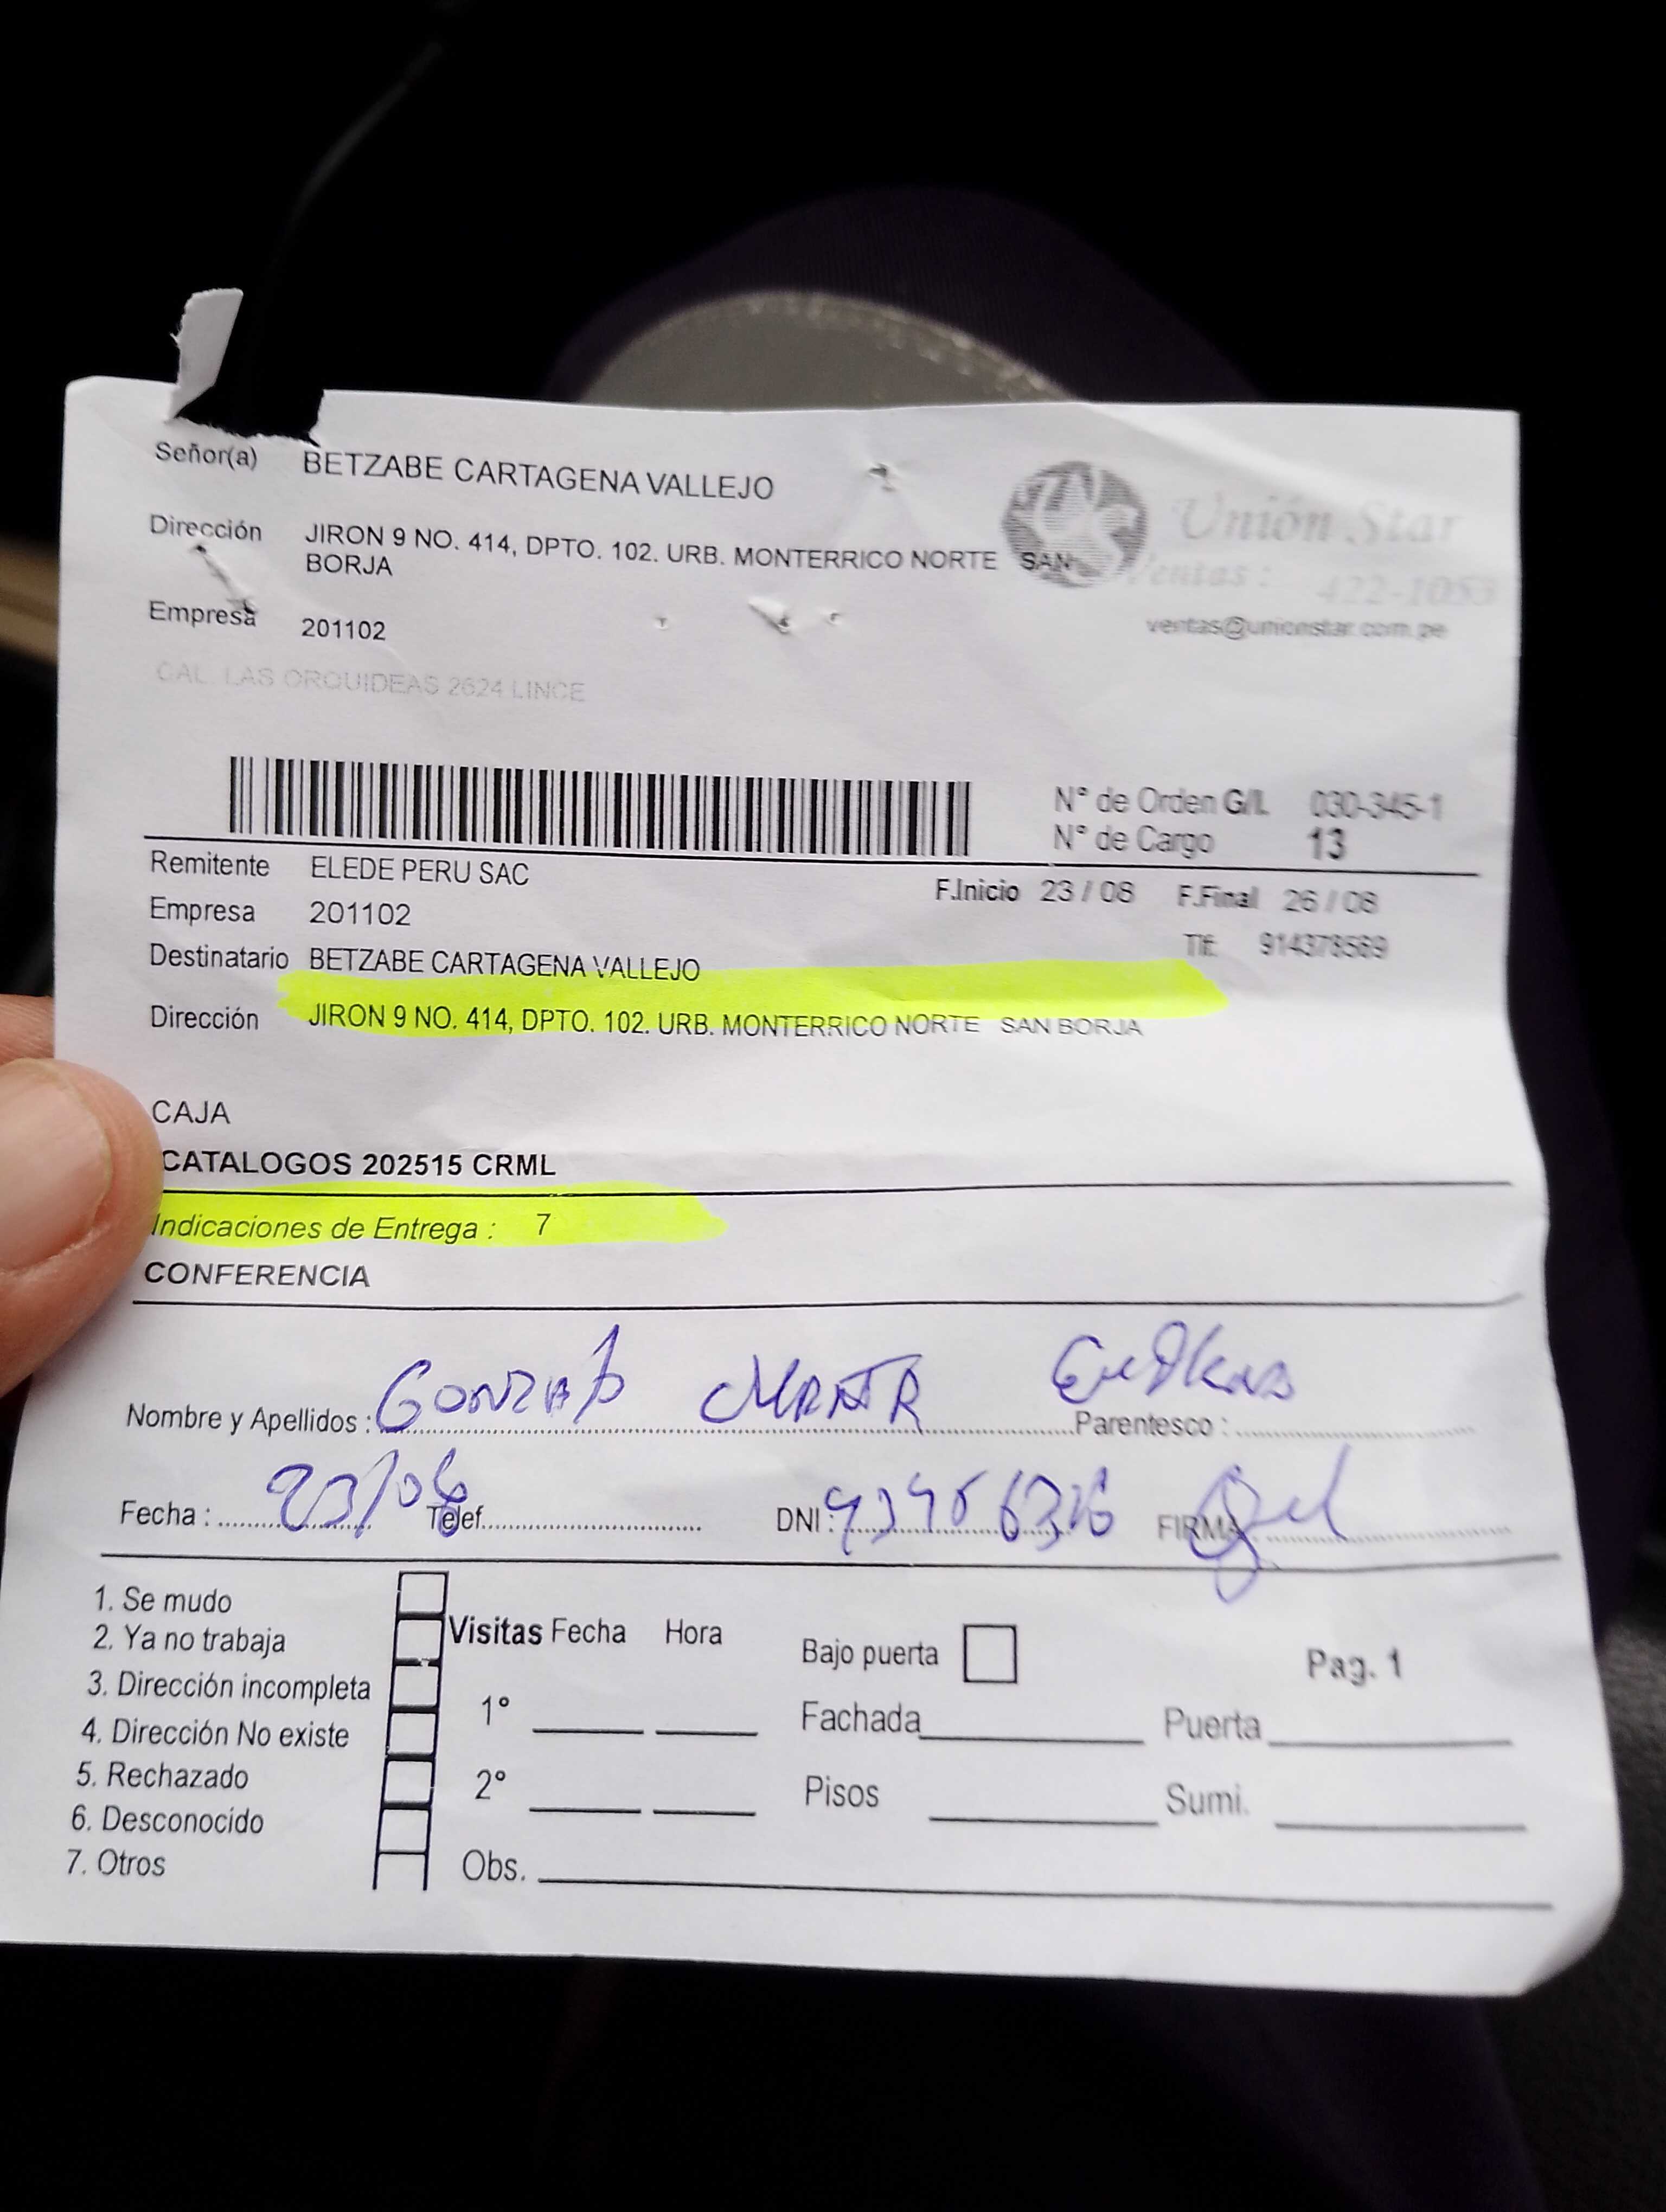 Señor(a) BETZABE CARTAGENA VALLEJO
Dirección JIRON 9 NO. 414, DPTO. 102. URB. MONTERRICO NORTE SAN
BORJA
Unión Star
Ventas : 422-1053
Empresa 201102
ventas@unionstar.com.pe
CAL. LAS ORQUIDEAS 2624 LINCE
N° de Orden G/L 030-345-1
N° de Cargo 13
Remitente ELEDE PERU SAC
F.Inicio 23 / 08 F.Final 26 / 08
Empresa 201102
Tlf: 914378589
Destinatario BETZABE CARTAGENA VALLEJO
Dirección JIRON 9 NO. 414, DPTO. 102. URB. MONTERRICO NORTE SAN BORJA
CAJA
CATALOGOS 202515 CRML
Indicaciones de Entrega : 7
CONFERENCIA
Nombre y Apellidos : Parentesco :
Fecha : Telef. DNI : FIRMA
1. Se mudo
2. Ya no trabaja
3. Dirección incompleta
4. Dirección No existe
5. Rechazado
6. Desconocido
7. Otros
Visitas Fecha Hora
1°
2°
Obs.
Bajo puerta
Pag. 1
Fachada Puerta
Pisos Sumi.